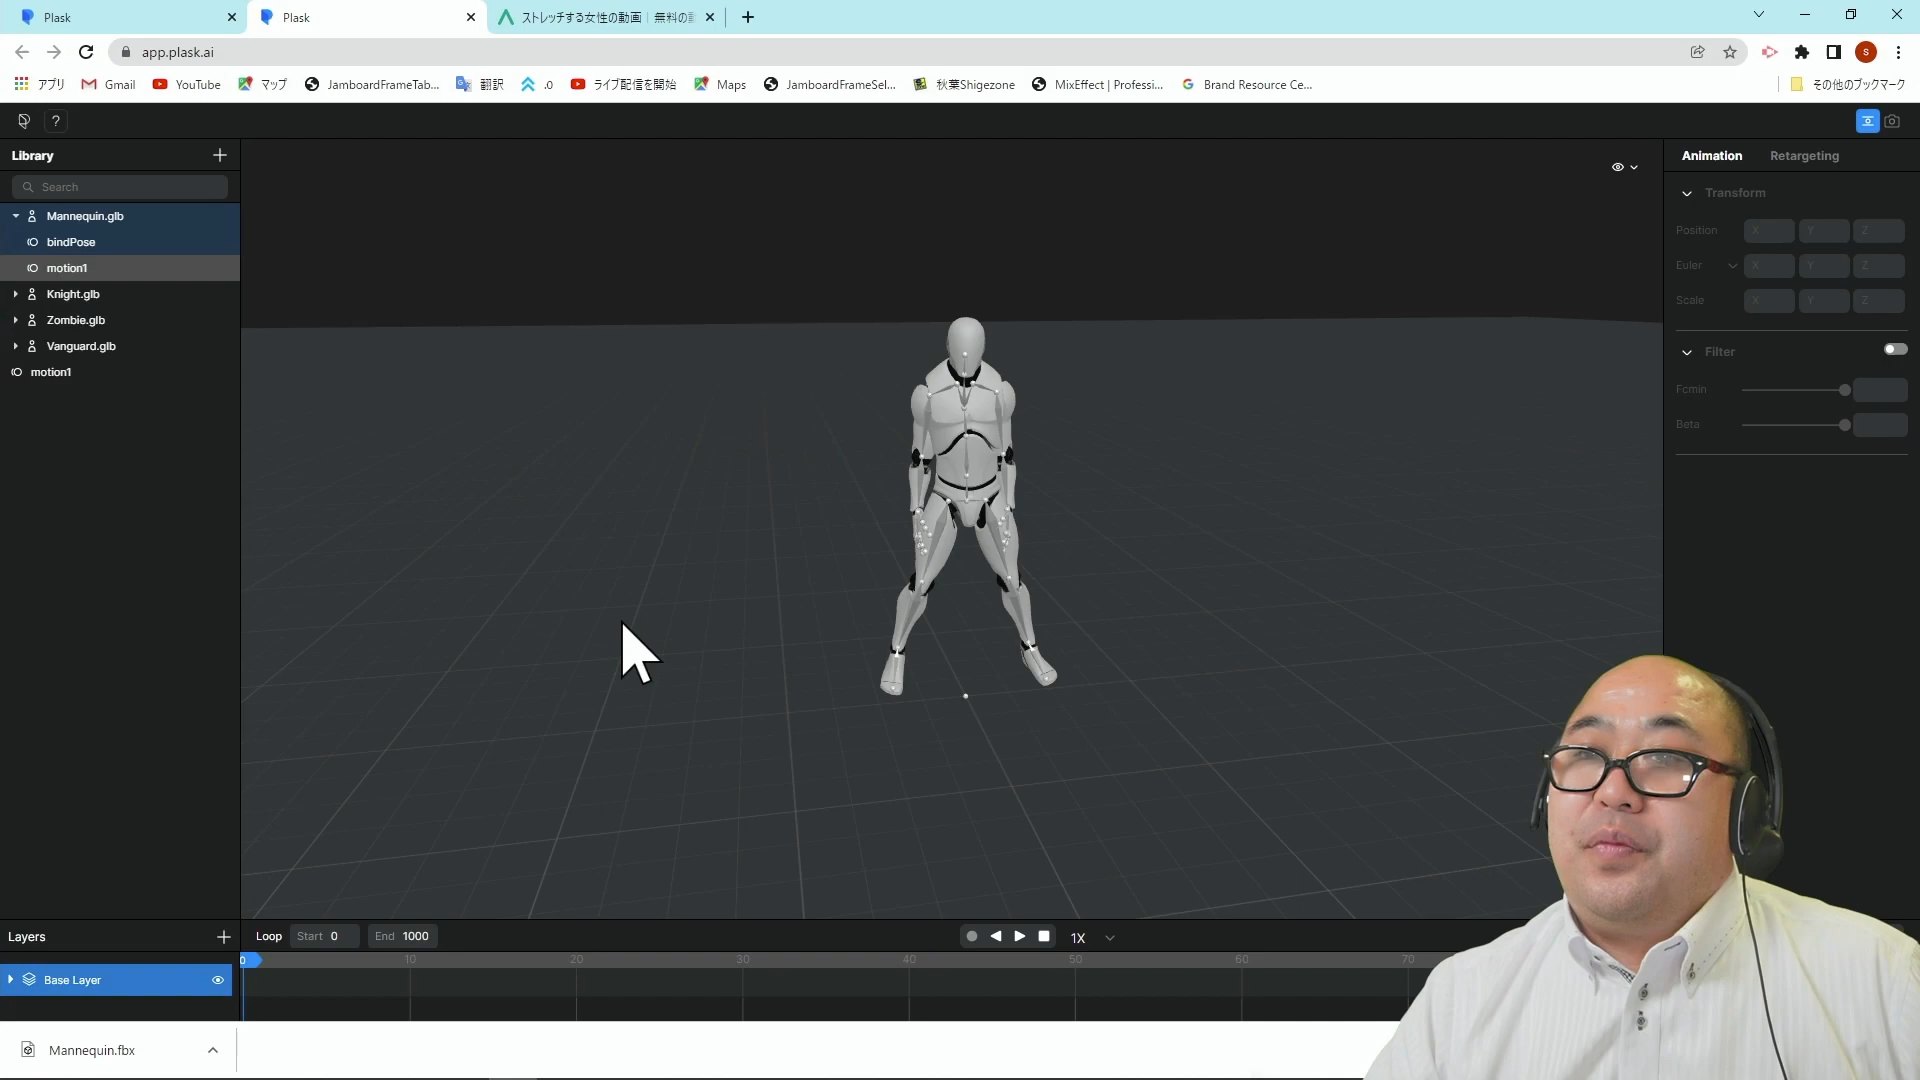 Plask
Plask
ストレッチする女性の動画｜無料の
app.plask.ai
アプリ
Gmail
YouTube
マップ
JamboardFrameTab...
翻訳
.0
ライブ配信を開始
Maps
JamboardFrameSel...
秋葉Shigezone
MixEffect | Professi...
Brand Resource Ce...
その他のブックマーク
s
?
Library
Search
Mannequin.glb
bindPose
motion1
Knight.glb
Zombie.glb
Vanguard.glb
motion1
Animation
Retargeting
Transform
Position X Y Z
Euler X Y Z
Scale X Y Z
Filter
Fcmin
Beta
Layers
Loop
Start 0
End 1000
1X
0 10 20 30 40 50 60 70
Base Layer
Mannequin.fbx